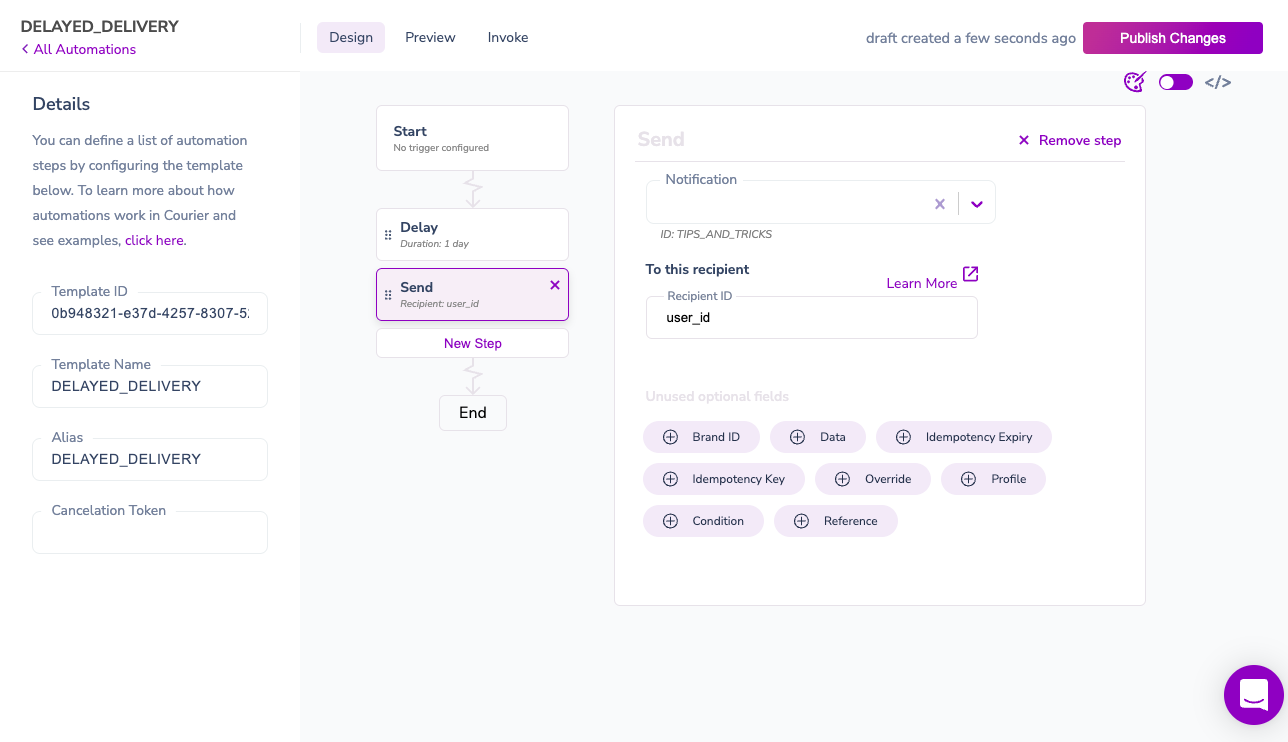 DELAYED_DELIVERY
All Automations
Design
Preview
Invoke
draft created a few seconds ago
Publish Changes
</>
Details
You can define a list of automation
steps by configuring the template
below. To learn more about how
automations work in Courier and
see examples, click here.
Template ID
0b948321-e37d-4257-8307-5
Template Name
DELAYED_DELIVERY
Alias
DELAYED_DELIVERY
Cancelation Token
Start
No trigger configured
Delay
Duration: 1 day
Send
Recipient: user_id
New Step
End
Send
Remove step
Notification
ID: TIPS_AND_TRICKS
To this recipient
Learn More
Recipient ID
user_id
Unused optional fields
Brand ID
Data
Idempotency Expiry
Idempotency Key
Override
Profile
Condition
Reference